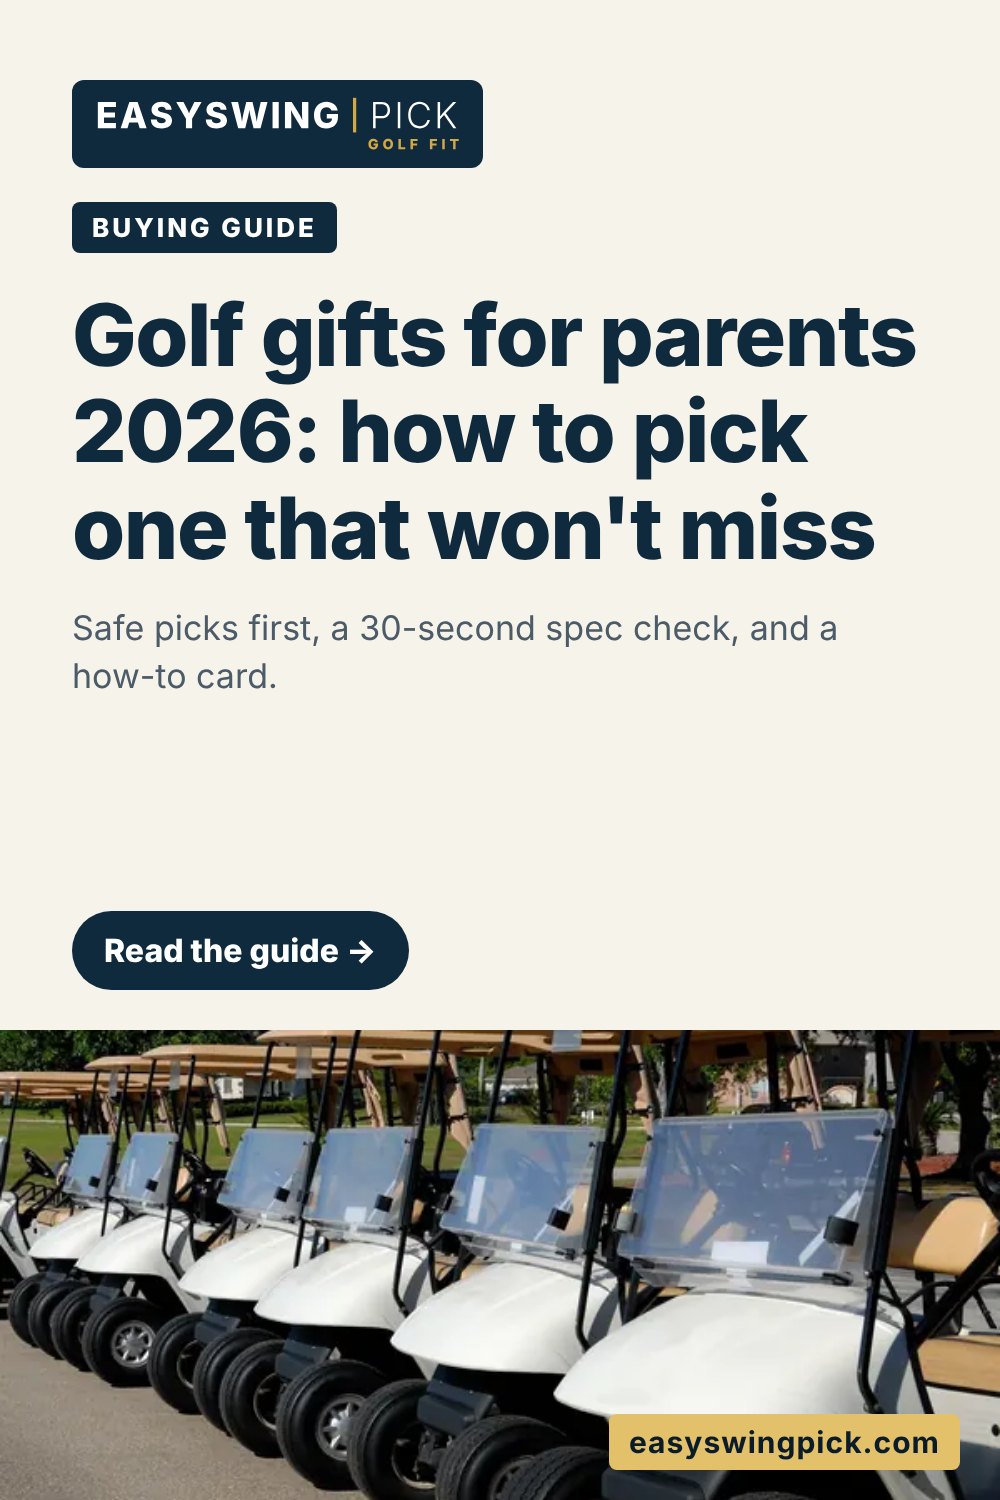 EASYSWING | PICK
GOLF FIT
BUYING GUIDE
Golf gifts for parents
2026: how to pick
one that won't miss
Safe picks first, a 30-second spec check, and a
how-to card.
Read the guide →
easyswingpick.com